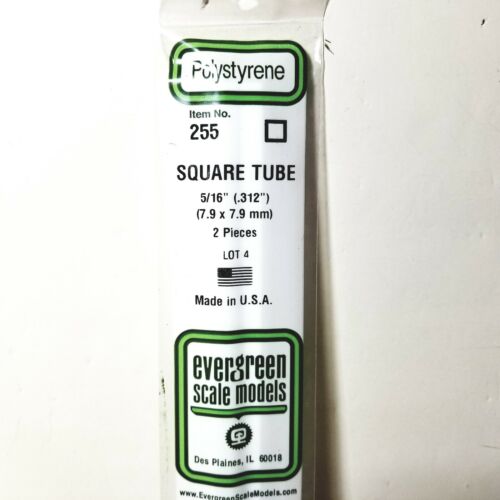 Polystyrene
Item No.
255
SQUARE TUBE
5/16" (.312")
(7.9 x 7.9 mm)
2 Pieces
LOT 4
Made in U.S.A.
evergreen
scale models
Des Plaines, IL 60018
www.EvergreenScaleModels.com